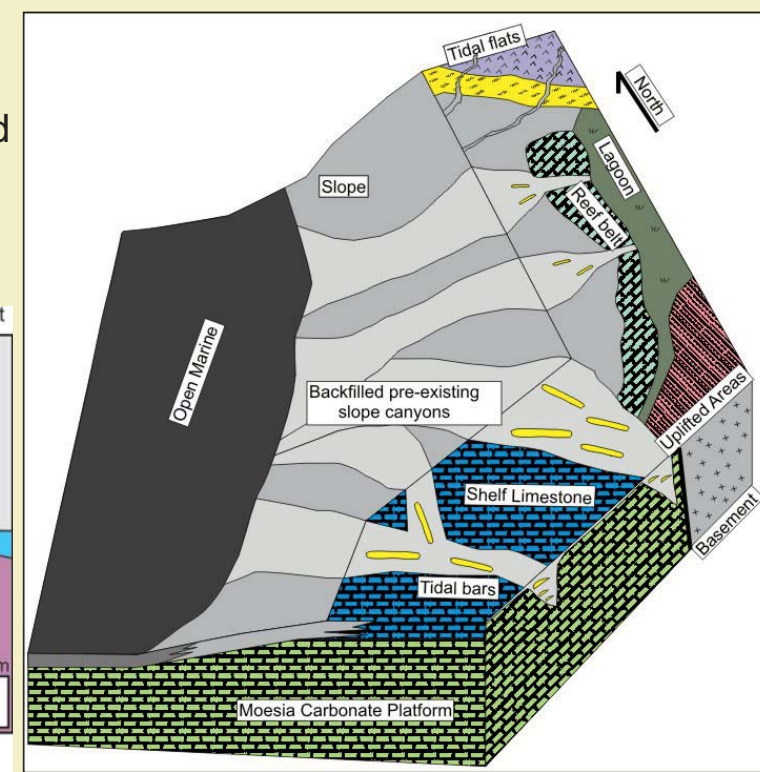 d
t
m
Tidal flats
North
Slope
Lagoon
Reef belt
Open Marine
Backfilled pre-existing
slope canyons
Uplifted Areas
Shelf Limestone
Basement
Tidal bars
Moesia Carbonate Platform